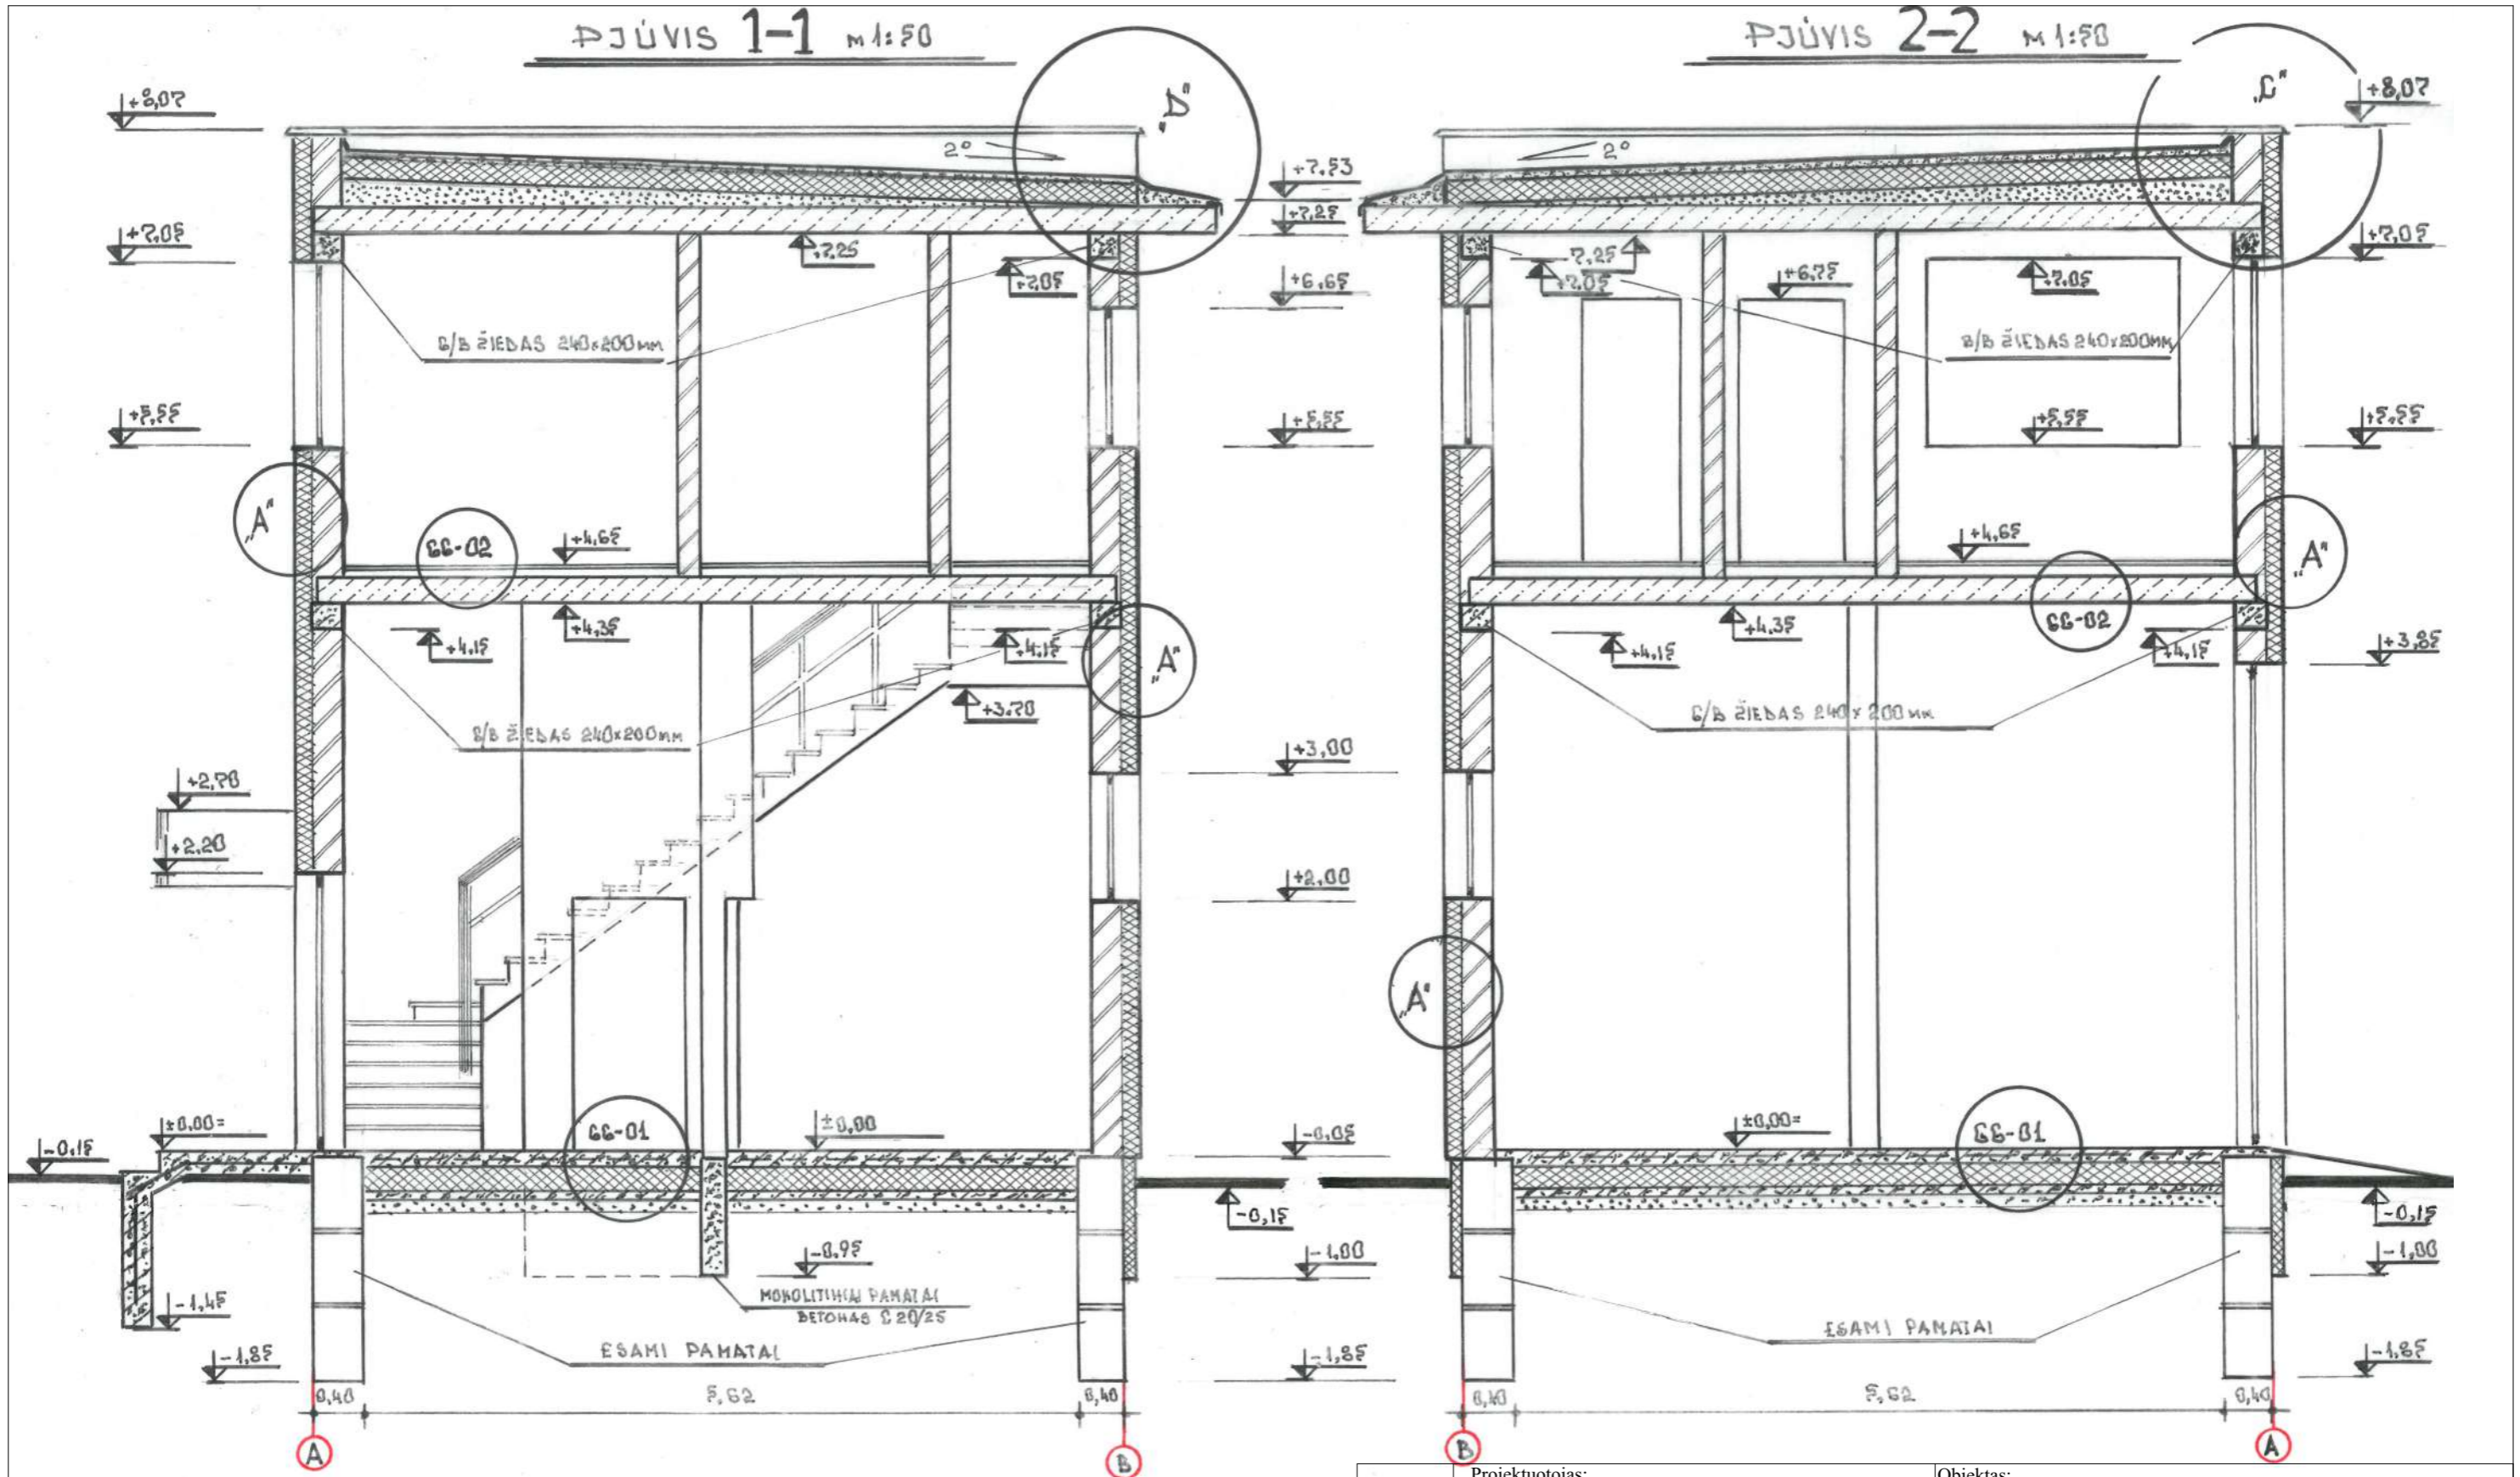 PJŪVIS 1-1 M 1:50
PJŪVIS 2-2 M 1:50
„D"
„C"
+8,07
+8,07
2°
2°
+7.53
+7,25
+7,05
+7.25
+7,05
7.25
+7.05
+6,75
+7,05
+7,05
+6,65
G/B ŽIEDAS 240x200MM
G/B ŽIEDAS 240x200MM
+5,55
+5,55
+5,55
+5,55
„A"
GG-02
+4,65
+4,65
„A"
+4,15
+4,35
+4,15
„A"
+4,15
+4,35
GG-02
+4,15
+3,85
+3.70
G/B ŽIEDAS 240x200MM
G/B ŽIEDAS 240x200MM
+2,70
+3,00
+2,20
+2,00
„A"
-0,15
±0,00=
GG-01
±0,00
-0,05
±0,00=
GG-01
-0,15
-0,15
-0,95
-1,00
-1,00
MONOLITINIAI PAMATAI
BETONAS C 20/25
-1,45
ESAMI PAMATAI
ESAMI PAMATAI
-1,85
-1,85
-1,85
0,40
5,62
0,40
0,40
5,62
0,40
A
B
B
A
Projektuotojas:
Objektas: